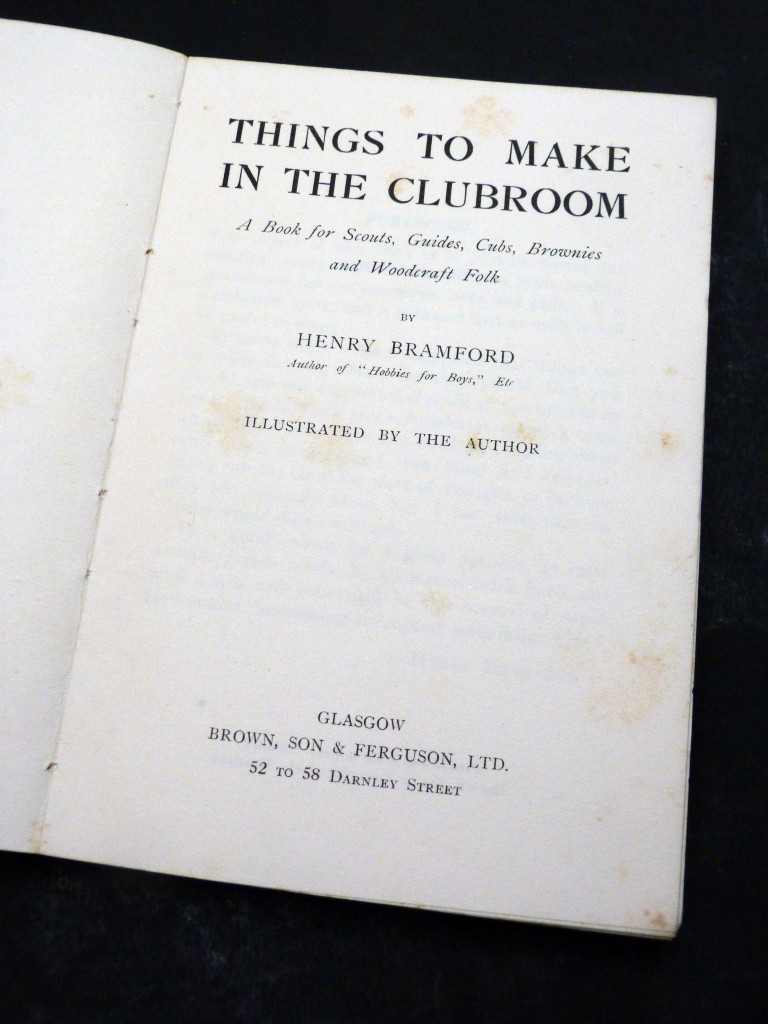 THINGS TO MAKE
IN THE CLUBROOM
A Book for Scouts, Guides, Cubs, Brownies
and Woodcraft Folk
BY
HENRY BRAMFORD
Author of "Hobbies for Boys," Etc
ILLUSTRATED BY THE AUTHOR
GLASGOW
BROWN, SON & FERGUSON, LTD.
52 TO 58 DARNLEY STREET